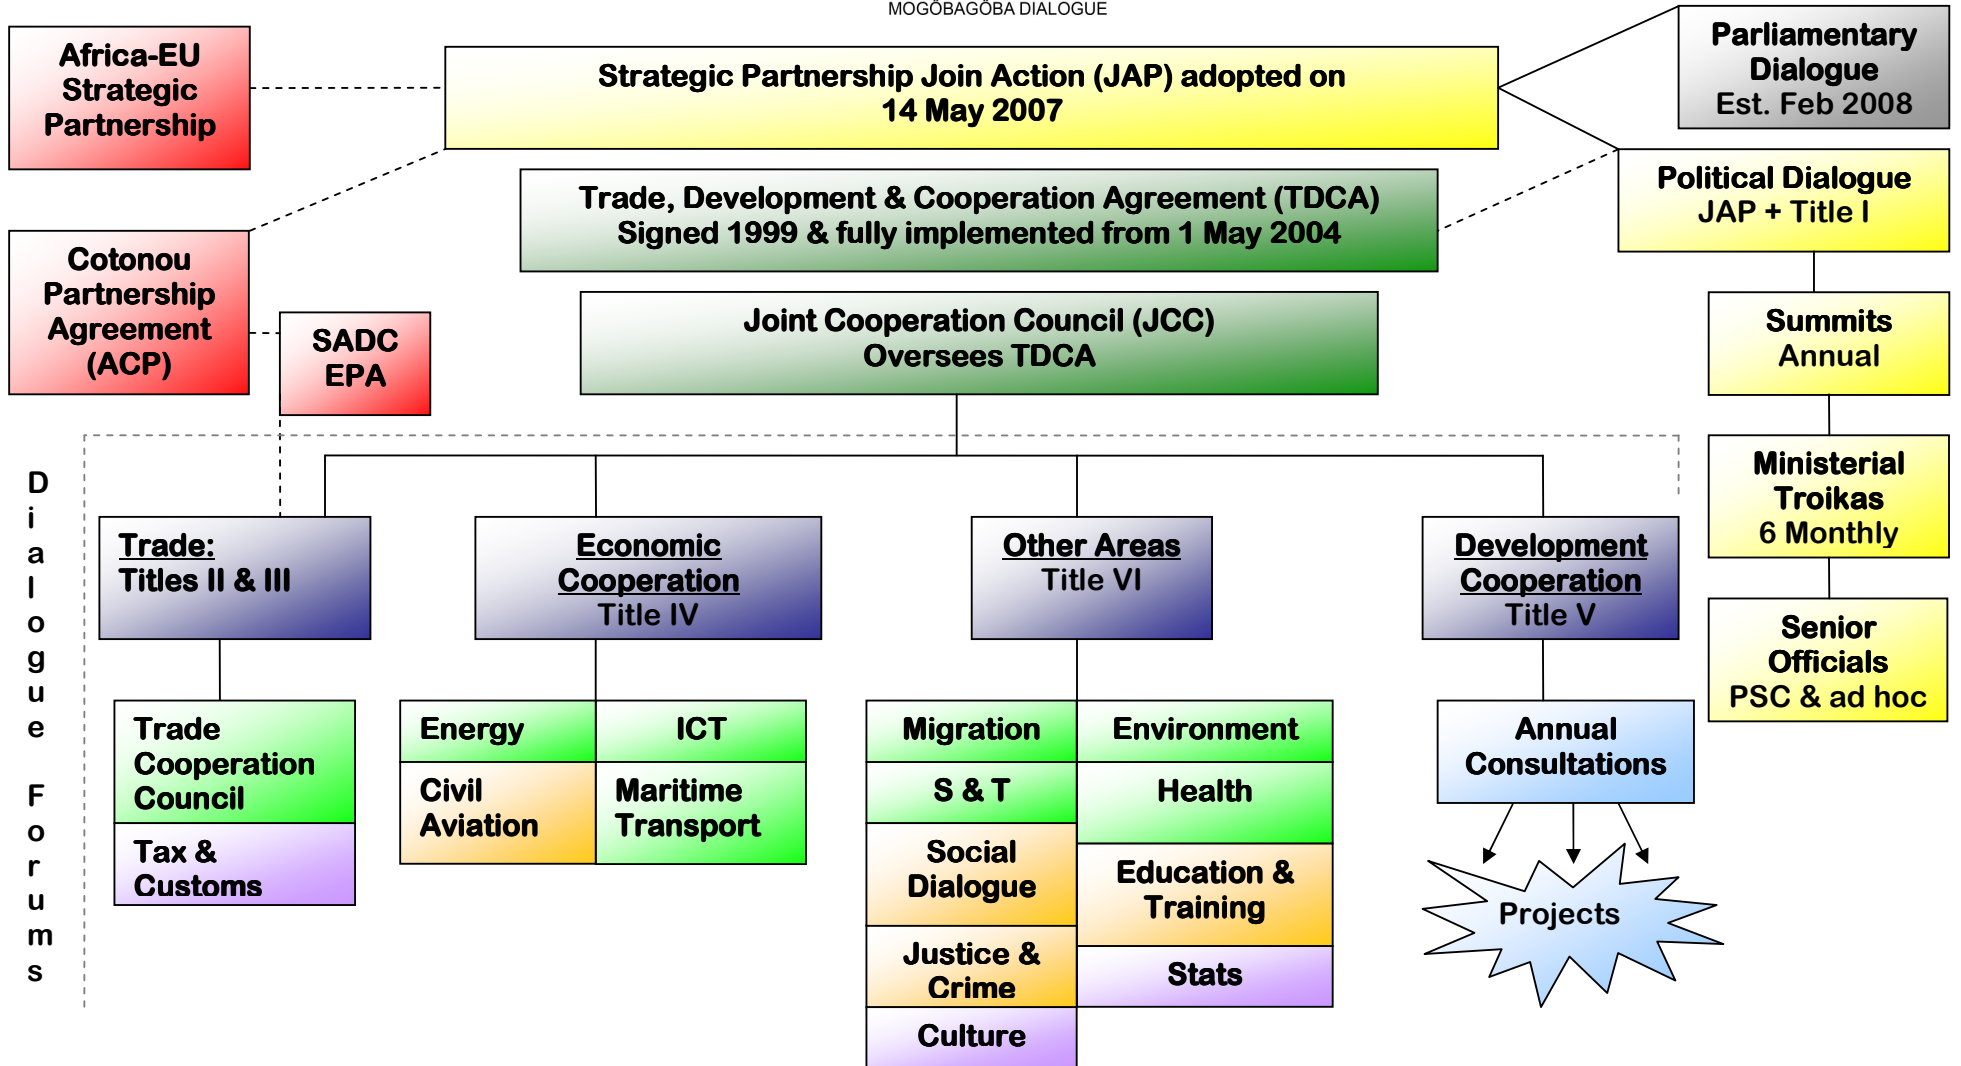 MOGÔBAGÔBA DIALOGUE
Africa-EU
Strategic
Partnership
Strategic Partnership Join Action (JAP) adopted on
14 May 2007
Parliamentary
Dialogue
Est. Feb 2008
Trade, Development & Cooperation Agreement (TDCA)
Signed 1999 & fully implemented from 1 May 2004
Political Dialogue
JAP + Title I
Cotonou
Partnership
Agreement
(ACP)
SADC
EPA
Joint Cooperation Council (JCC)
Oversees TDCA
Summits
Annual
Ministerial
Troikas
6 Monthly
Senior
Officials
PSC & ad hoc
Dialogue Forums
Trade:
Titles II & III
Economic
Cooperation
Title IV
Other Areas
Title VI
Development
Cooperation
Title V
Trade
Cooperation
Council
Tax &
Customs
Energy
ICT
Civil
Aviation
Maritime
Transport
Migration
Environment
S & T
Health
Social
Dialogue
Education &
Training
Justice &
Crime
Stats
Culture
Annual
Consultations
Projects